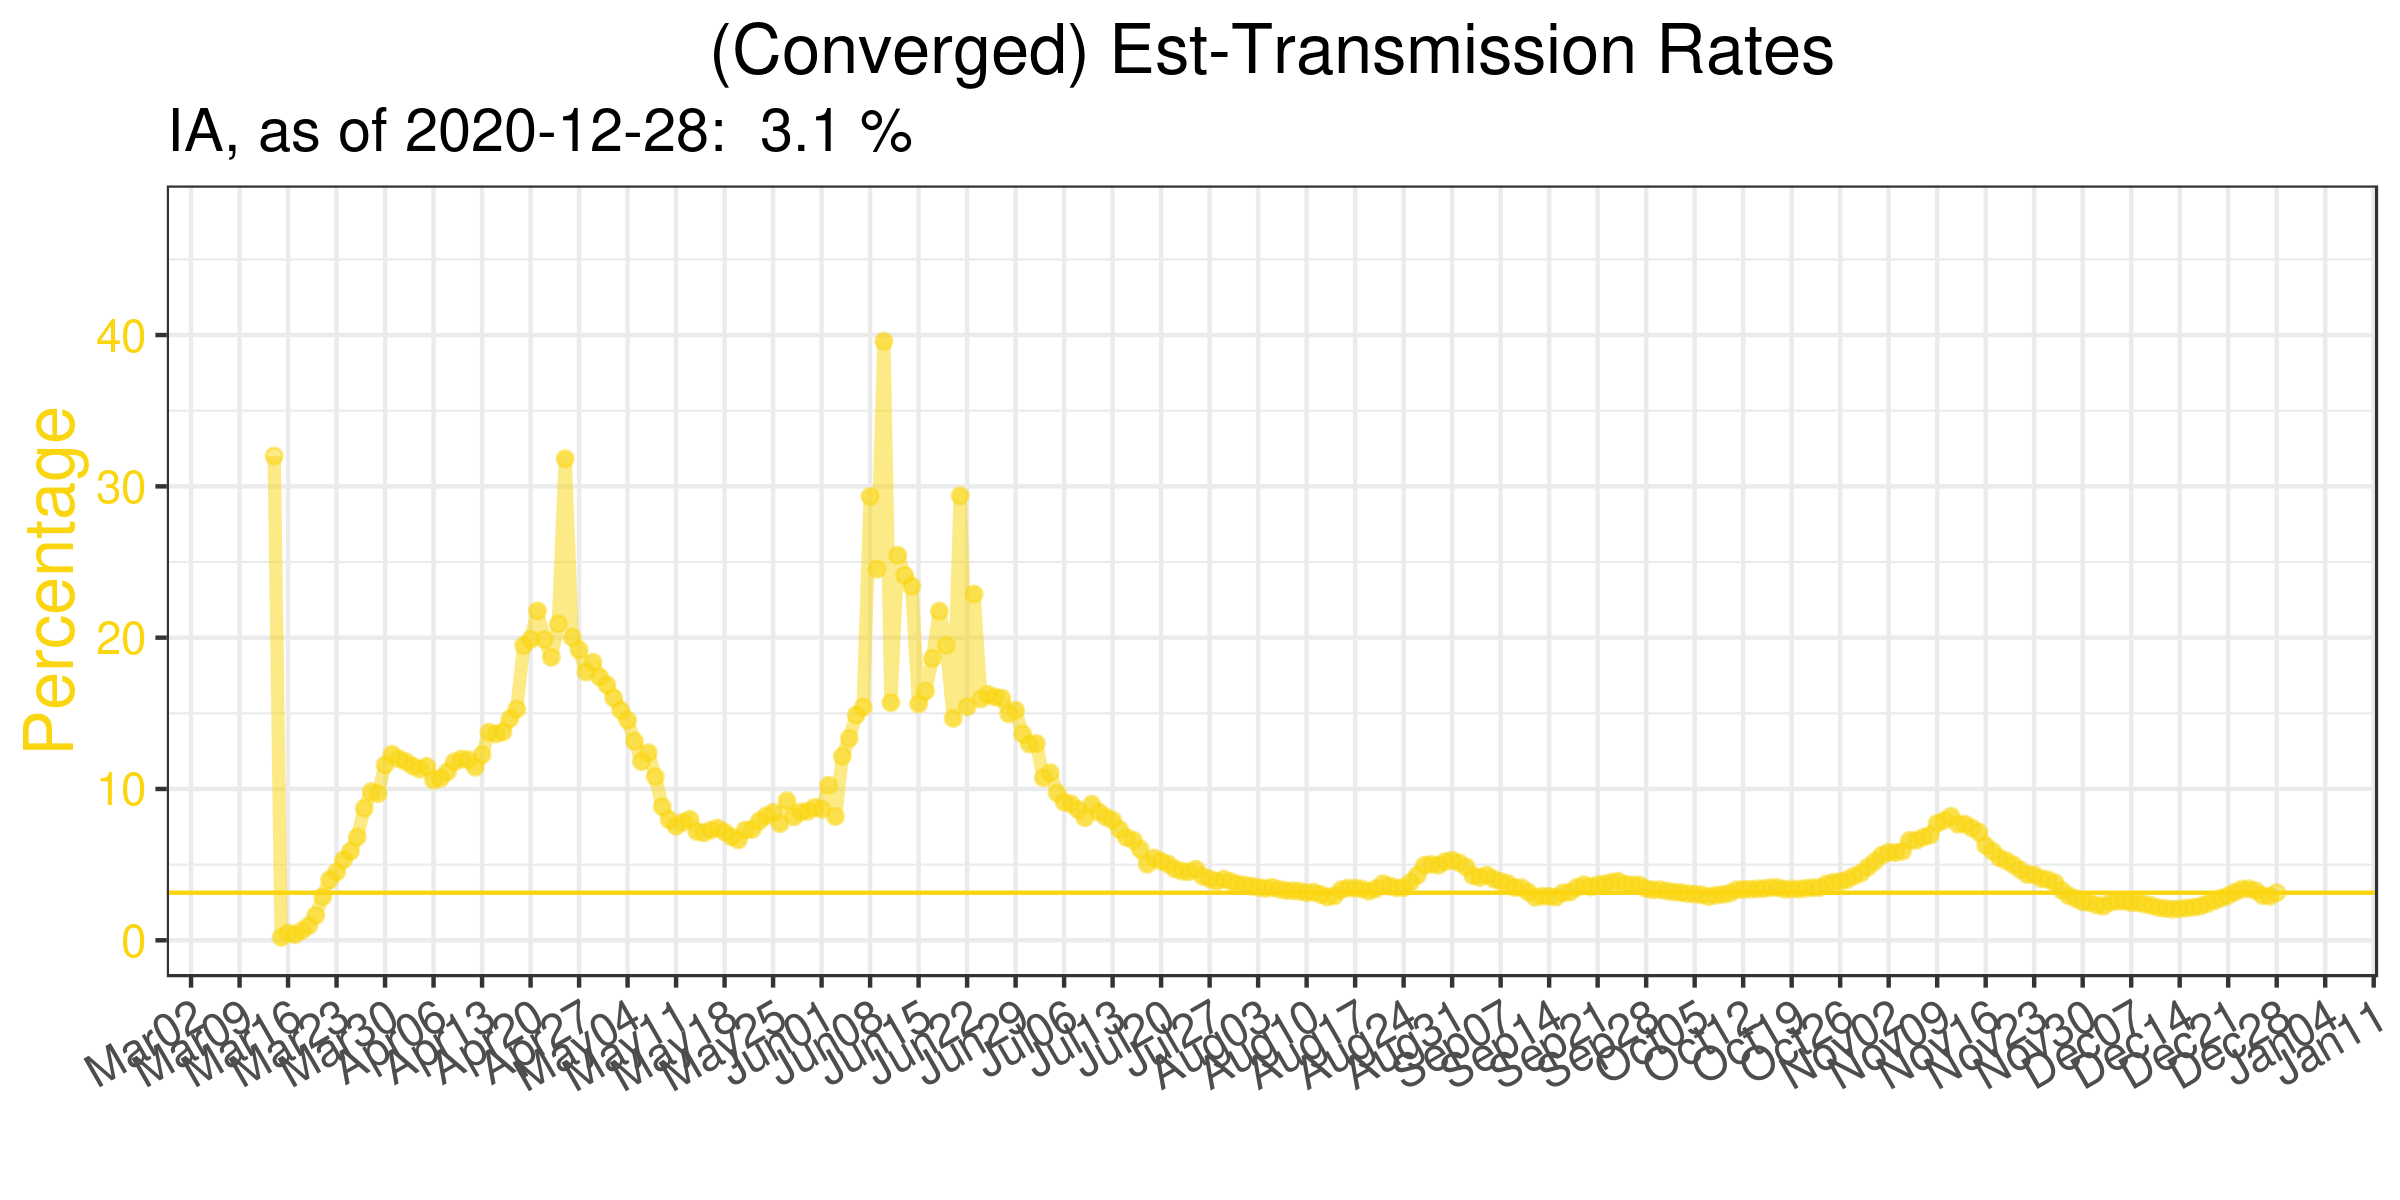 (Converged) Est-Transmission Rates
IA, as of 2020-12-28:  3.1 %
Percentage
40
30
20
10
0
Mar02
Mar09
Mar16
Mar23
Mar30
Apr06
Apr13
Apr20
Apr27
May04
May11
May18
May25
Jun01
Jun08
Jun15
Jun22
Jun29
Jul06
Jul13
Jul20
Jul27
Aug03
Aug10
Aug17
Aug24
Aug31
Sep07
Sep14
Sep21
Sep28
Oct05
Oct12
Oct19
Oct26
Nov02
Nov09
Nov16
Nov23
Nov30
Dec07
Dec14
Dec21
Dec28
Jan04
Jan11